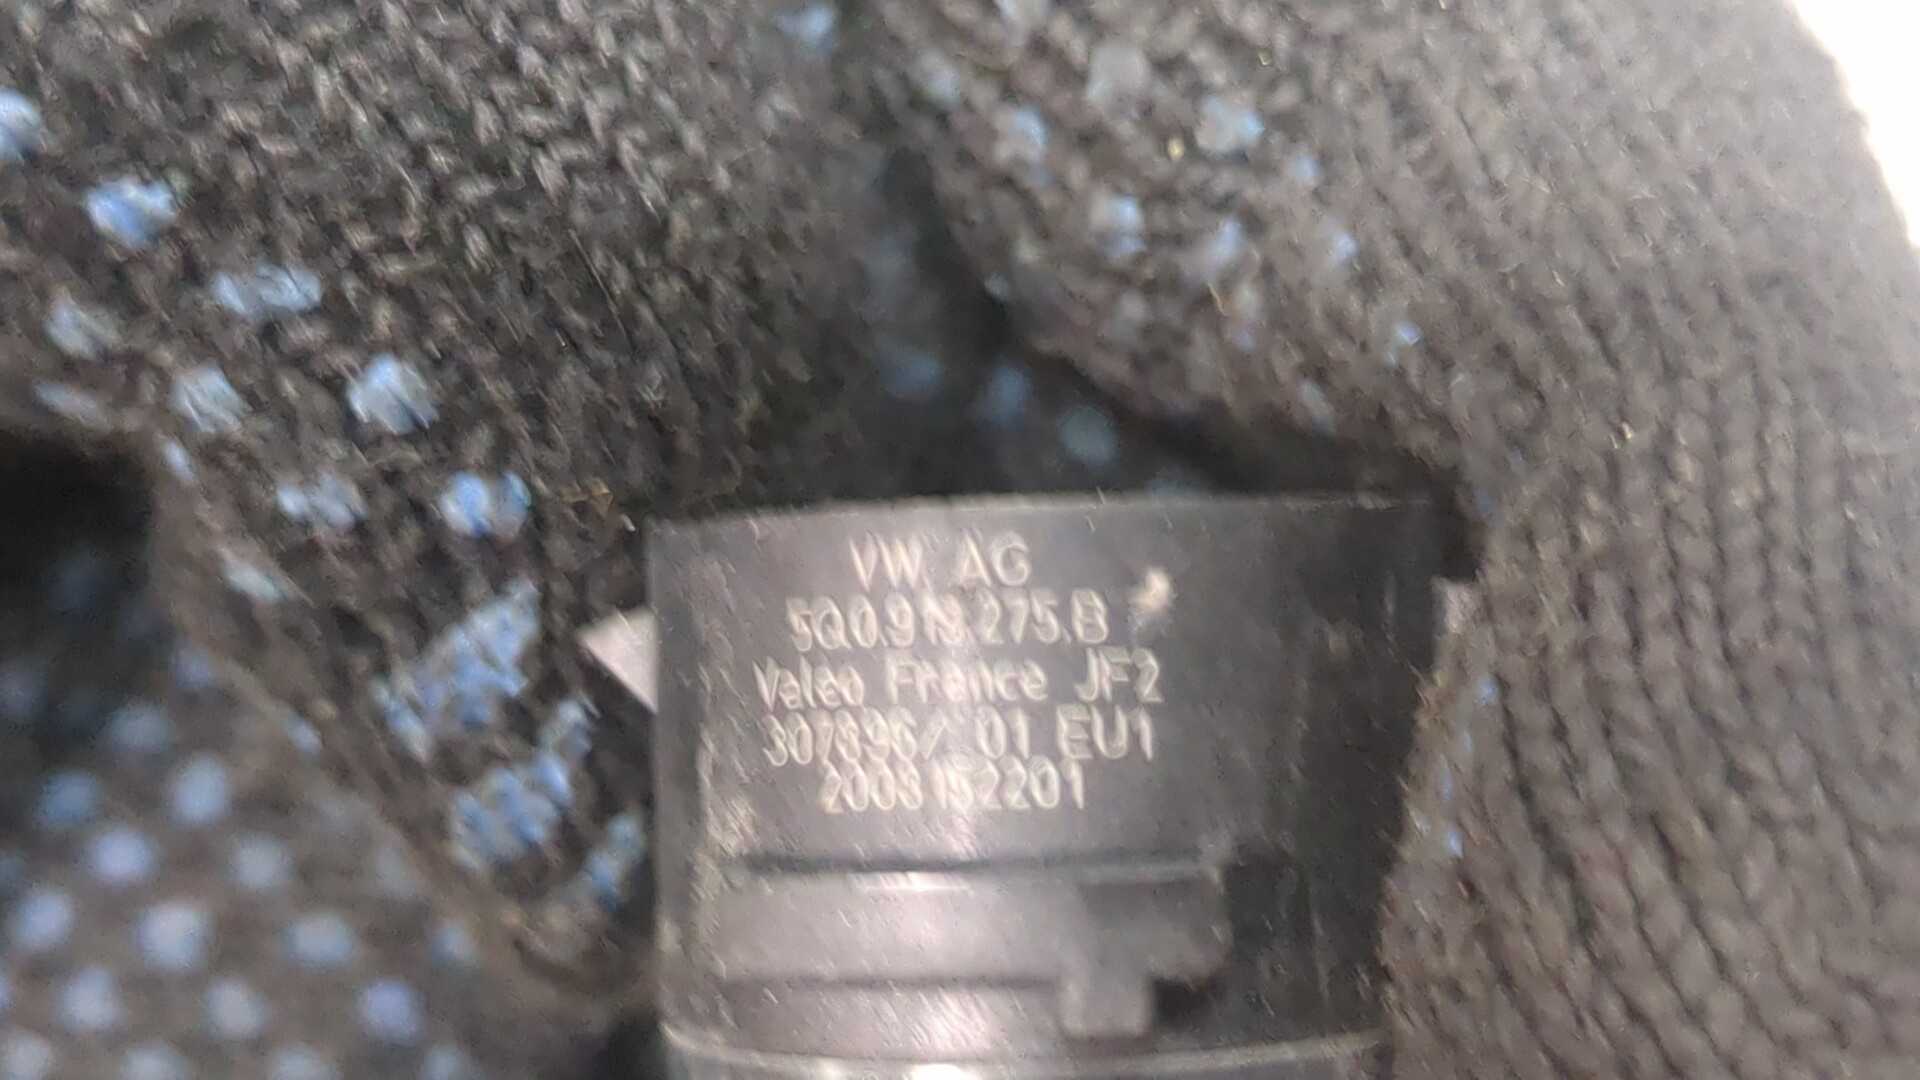 VW AG
5Q0.919.275.B
Valeo France JF2
307896/ 01 EU1
2008152201